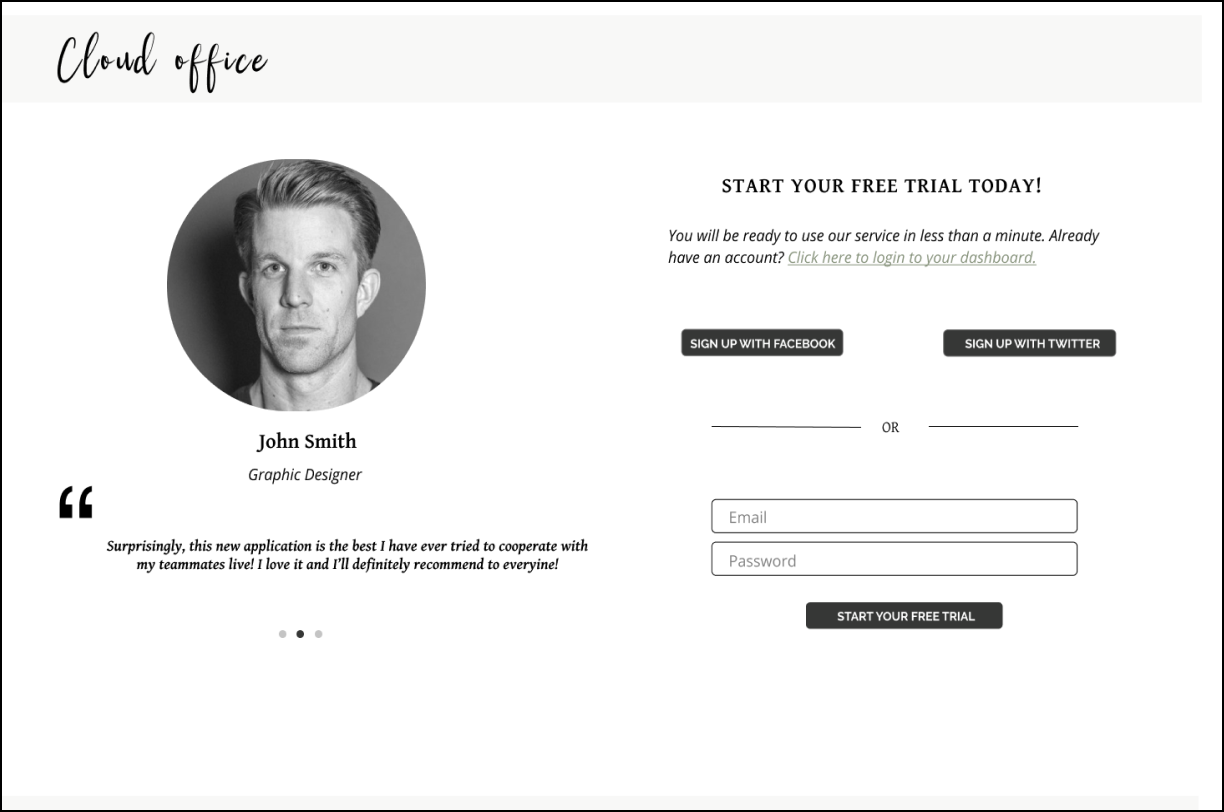 Cloud office
John Smith
Graphic Designer
“
Surprisingly, this new application is the best I have ever tried to cooperate with
my teammates live! I love it and I’ll definitely recommend to everyine!
START YOUR FREE TRIAL TODAY!
You will be ready to use our service in less than a minute. Already
have an account? Click here to login to your dashboard.
SIGN UP WITH FACEBOOK
SIGN UP WITH TWITTER
OR
Email
Password
START YOUR FREE TRIAL